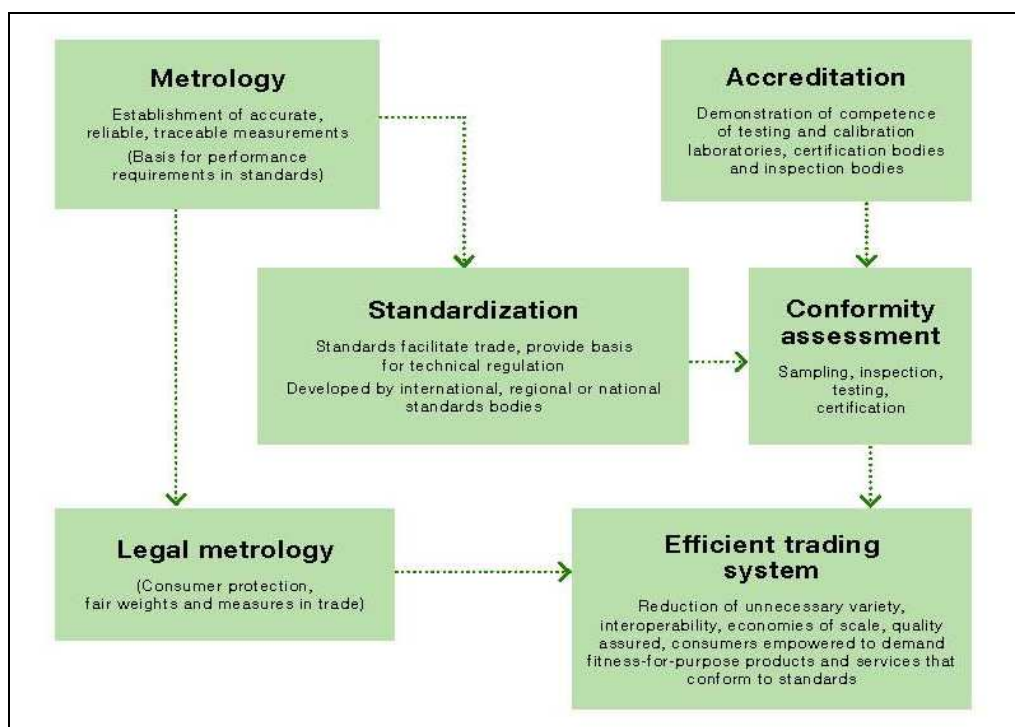 Metrology
Establishment of accurate,
reliable, traceable measurements
(Basis for performance
requirements in standards)
Accreditation
Demonstration of competence
of testing and calibration
laboratories, certification bodies
and inspection bodies
Standardization
Standards facilitate trade, provide basis
for technical regulation
Developed by international, regional or national
standards bodies
Conformity
assessment
Sampling, inspection,
testing,
certification
Legal metrology
(Consumer protection,
fair weights and measures in trade)
Efficient trading
system
Reduction of unnecessary variety,
interoperability, economies of scale, quality
assured, consumers empowered to demand
fitness-for-purpose products and services that
conform to standards